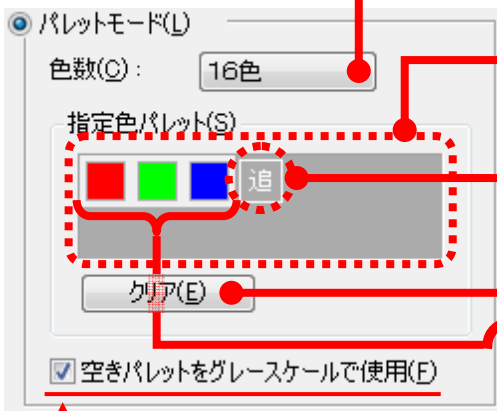 パレットモード(L)
色数(C): 16色
指定色パレット(S)
追
クリア(E)
空きパレットをグレースケールで使用(F)